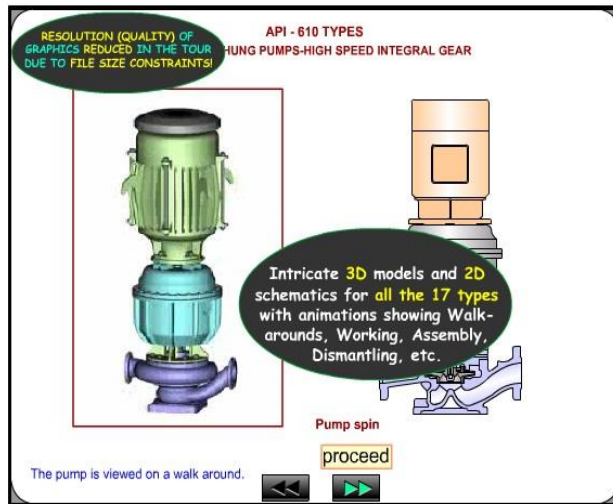 RESOLUTION (QUALITY) OF
GRAPHICS REDUCED IN THE TOUR
DUE TO FILE SIZE CONSTRAINTS!
API - 610 TYPES
HUNG PUMPS-HIGH SPEED INTEGRAL GEAR
Intricate 3D models and 2D
schematics for all the 17 types
with animations showing Walk-
arounds, Working, Assembly,
Dismantling, etc.
Pump spin
proceed
The pump is viewed on a walk around.